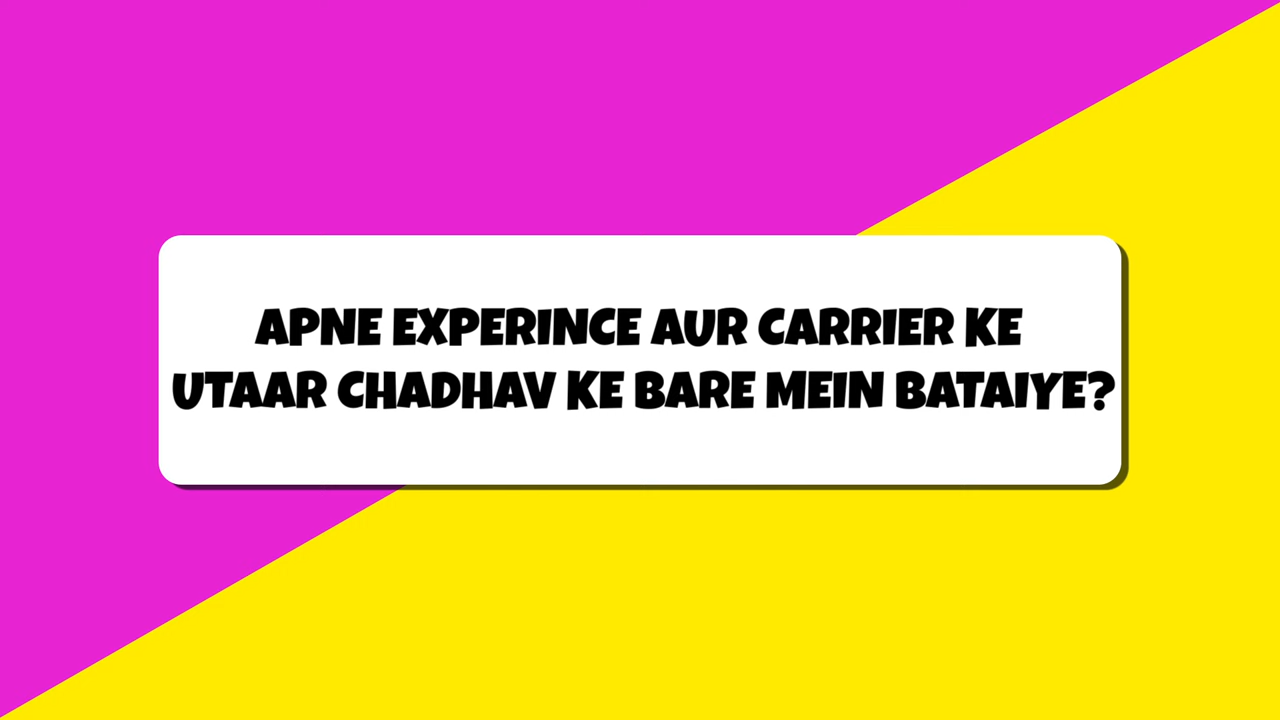 APNE EXPERINCE AUR CARRIER KE
UTAAR CHADHAV KE BARE MEIN BATAIYE?